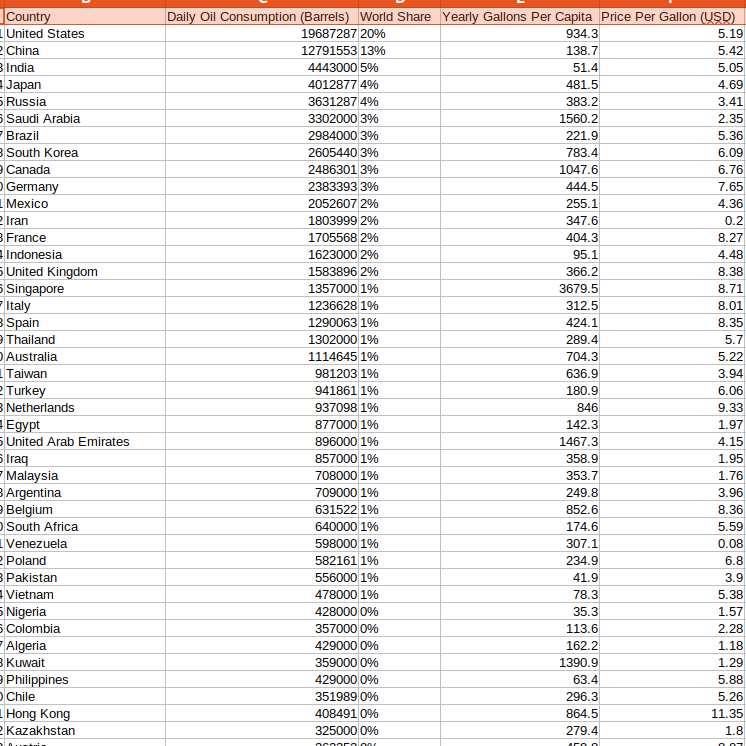 Country Daily Oil Consumption (Barrels) World Share Yearly Gallons Per Capita Price Per Gallon (USD)
United States 19687287 20% 934.3 5.19
China 12791553 13% 138.7 5.42
India 4443000 5% 51.4 5.05
Japan 4012877 4% 481.5 4.69
Russia 3631287 4% 383.2 3.41
Saudi Arabia 3302000 3% 1560.2 2.35
Brazil 2984000 3% 221.9 5.36
South Korea 2605440 3% 783.4 6.09
Canada 2486301 3% 1047.6 6.76
Germany 2383393 3% 444.5 7.65
Mexico 2052607 2% 255.1 4.36
Iran 1803999 2% 347.6 0.2
France 1705568 2% 404.3 8.27
Indonesia 1623000 2% 95.1 4.48
United Kingdom 1583896 2% 366.2 8.38
Singapore 1357000 1% 3679.5 8.71
Italy 1236628 1% 312.5 8.01
Spain 1290063 1% 424.1 8.35
Thailand 1302000 1% 289.4 5.7
Australia 1114645 1% 704.3 5.22
Taiwan 981203 1% 636.9 3.94
Turkey 941861 1% 180.9 6.06
Netherlands 937098 1% 846 9.33
Egypt 877000 1% 142.3 1.97
United Arab Emirates 896000 1% 1467.3 4.15
Iraq 857000 1% 358.9 1.95
Malaysia 708000 1% 353.7 1.76
Argentina 709000 1% 249.8 3.96
Belgium 631522 1% 852.6 8.36
South Africa 640000 1% 174.6 5.59
Venezuela 598000 1% 307.1 0.08
Poland 582161 1% 234.9 6.8
Pakistan 556000 1% 41.9 3.9
Vietnam 478000 1% 78.3 5.38
Nigeria 428000 0% 35.3 1.57
Colombia 357000 0% 113.6 2.28
Algeria 429000 0% 162.2 1.18
Kuwait 359000 0% 1390.9 1.29
Philippines 429000 0% 63.4 5.88
Chile 351989 0% 296.3 5.26
Hong Kong 408491 0% 864.5 11.35
Kazakhstan 325000 0% 279.4 1.8